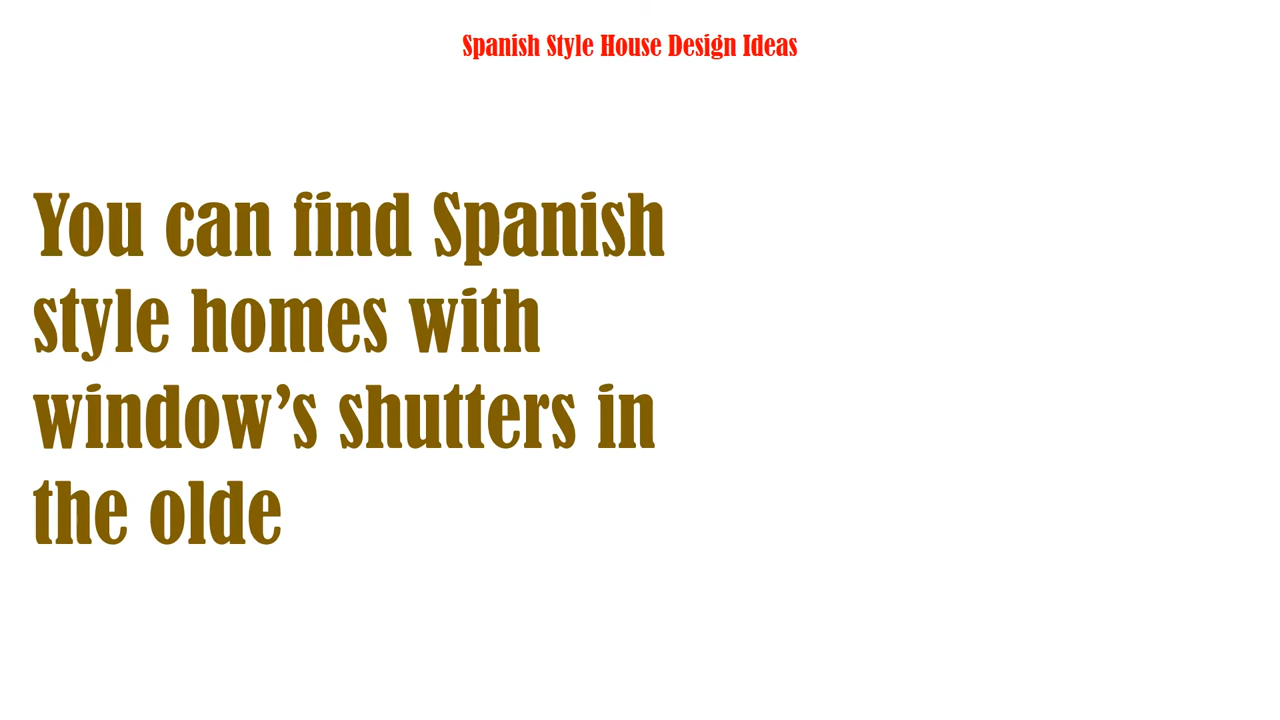 Spanish Style House Design Ideas
You can find Spanish
style homes with
window’s shutters in
the olde